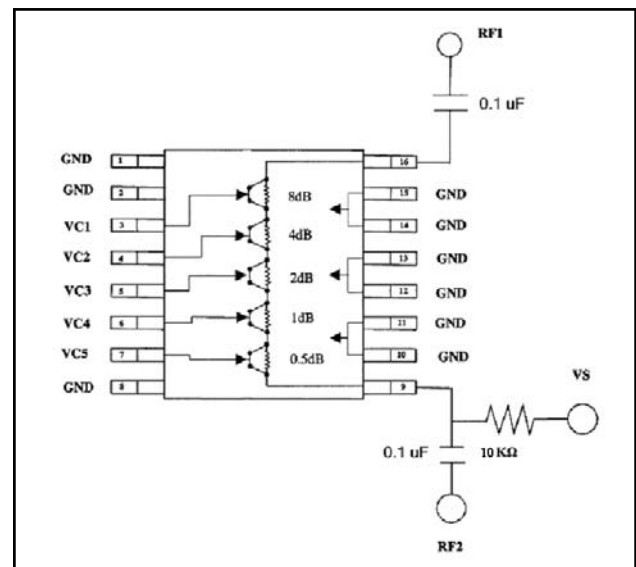 RF1
0.1 uF
GND 1 16
GND 2 8dB 15 GND
VC1 3 14 GND
VC2 4 4dB 13 GND
VC3 5 2dB 12 GND
VC4 6 1dB 11 GND
VC5 7 0.5dB 10 GND
GND 8 9
VS
0.1 uF 10 KΩ
RF2